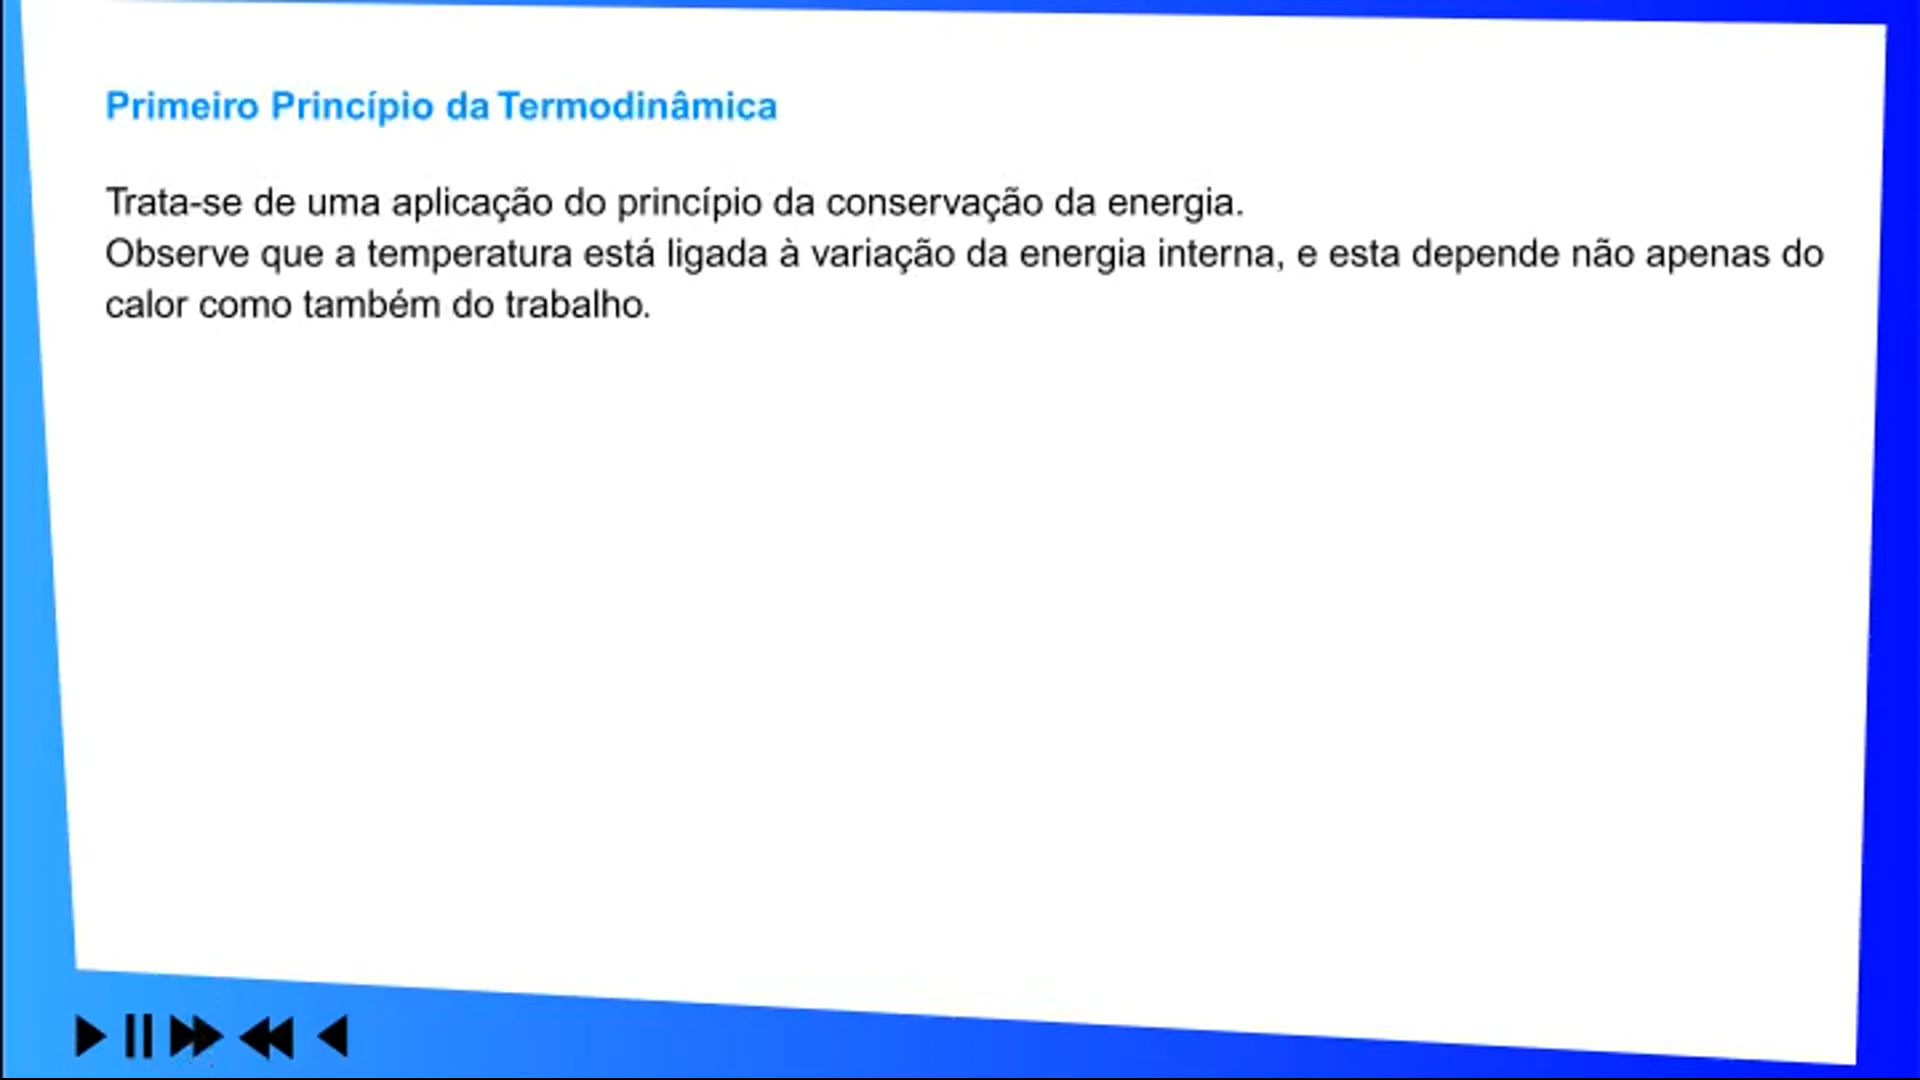 Primeiro Princípio da Termodinâmica
Trata-se de uma aplicação do princípio da conservação da energia.
Observe que a temperatura está ligada à variação da energia interna, e esta depende não apenas do
calor como também do trabalho.